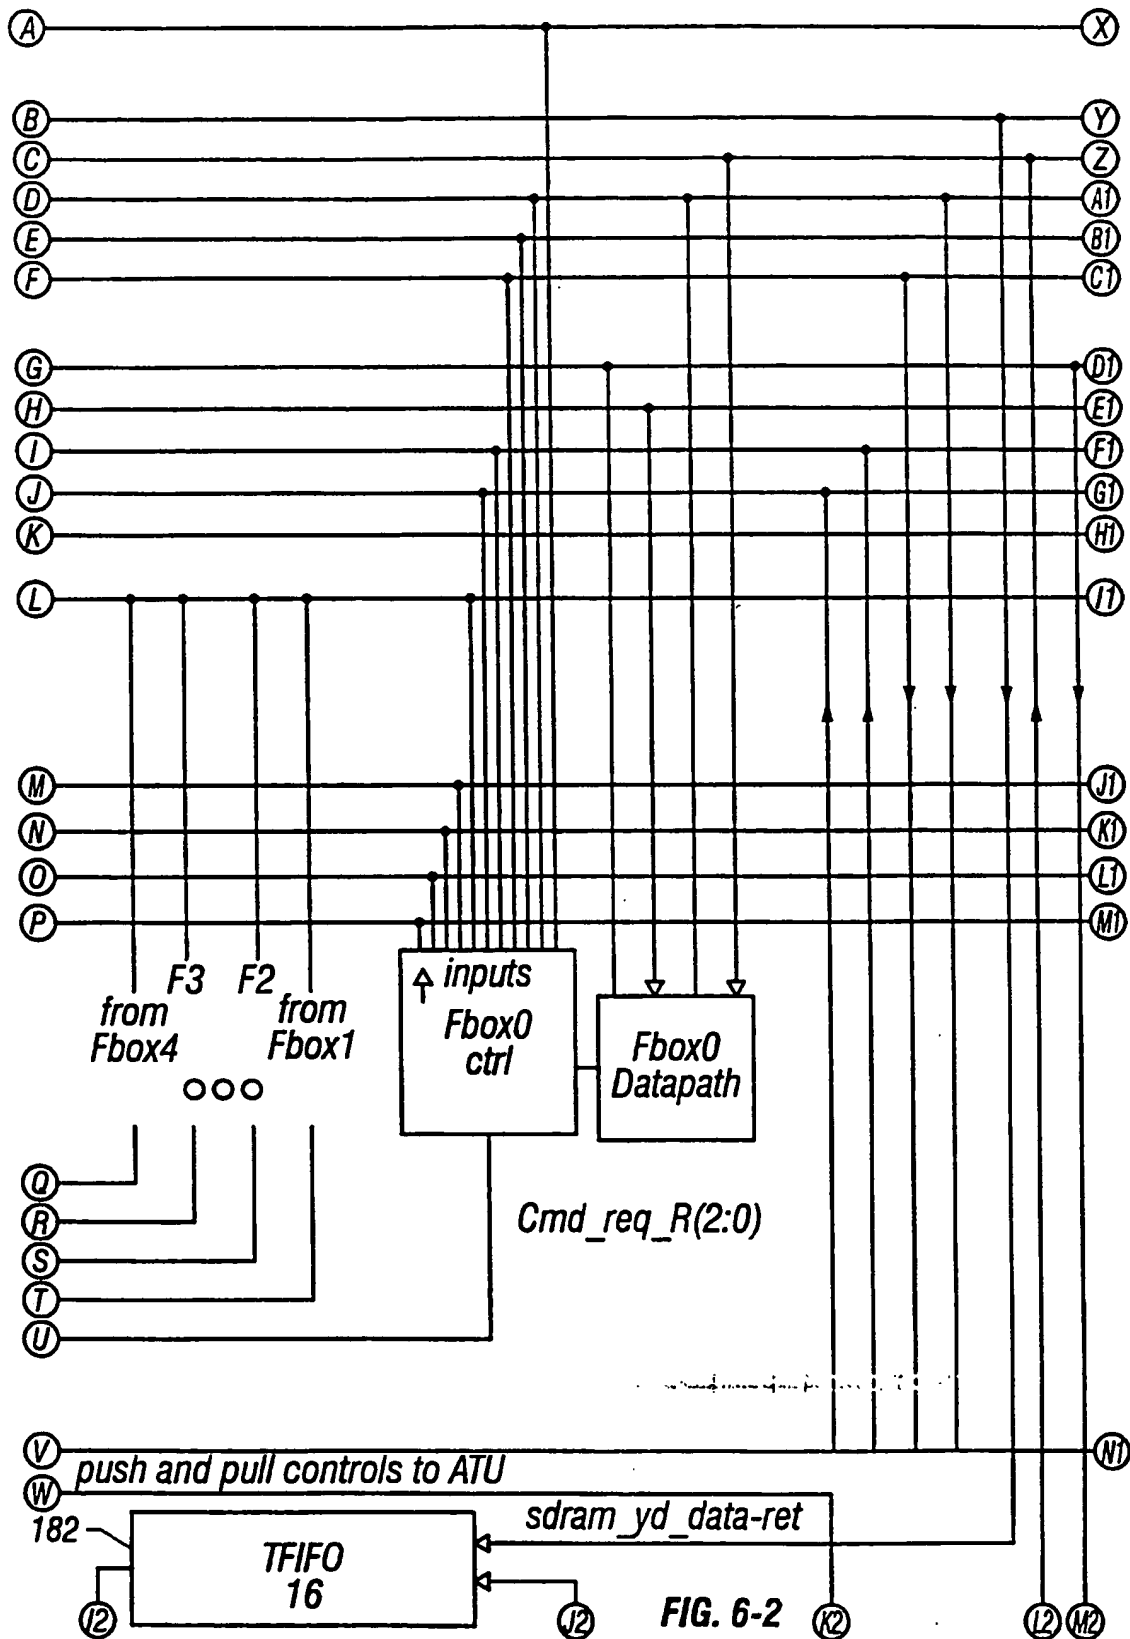 A X
B Y
C Z
D A1
E B1
F C1
G D1
H E1
I F1
J G1
K H1
L I1
M J1
N K1
O L1
P M1
F3 F2
from
Fbox4
from
Fbox1
inputs
Fbox0
ctrl
Fbox0
Datapath
Q
R
S
T
U
Cmd_req_R(2:0)
V N1
push and pull controls to ATU
W
sdram_yd_data-ret
182
TFIFO
16
I2 J2 FIG. 6-2 K2 L2 M2